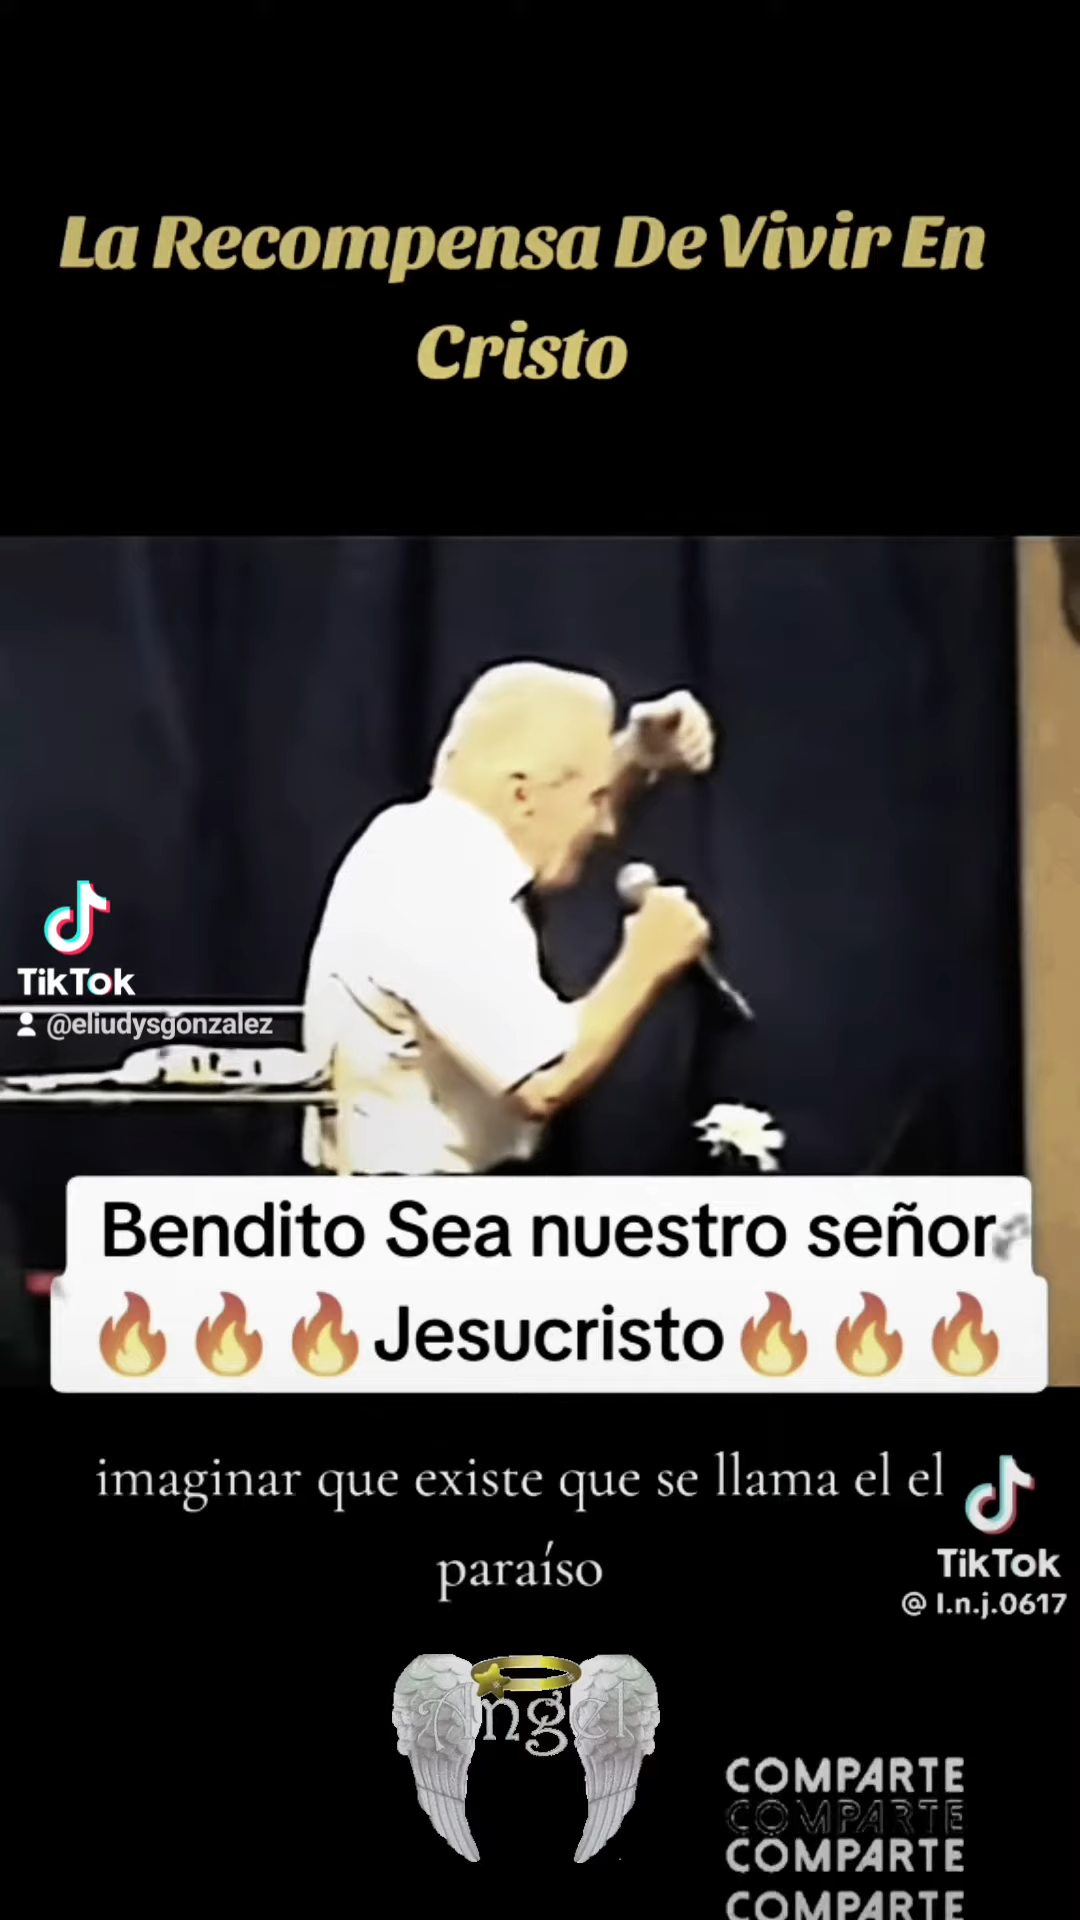 La Recompensa De Vivir En
Cristo
TikTok
@eliudysgonzalez
Bendito Sea nuestro señor
🔥🔥🔥Jesucristo🔥🔥🔥
imaginar que existe que se llama el el
paraíso
TikTok
@ I.n.j.0617
Angel
COMPARTE
COMPARTE
COMPARTE
COMPARTE